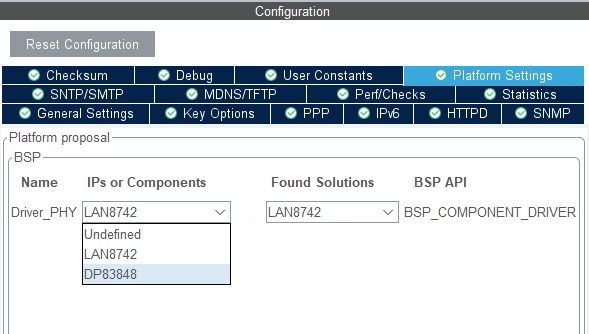 Configuration
Reset Configuration
Checksum Debug User Constants Platform Settings
SNTP/SMTP MDNS/TFTP Perf/Checks Statistics
General Settings Key Options PPP IPv6 HTTPD SNMP
Platform proposal
BSP
Name IPs or Components Found Solutions BSP API
Driver_PHY LAN8742 LAN8742 BSP_COMPONENT_DRIVER
Undefined
LAN8742
DP83848